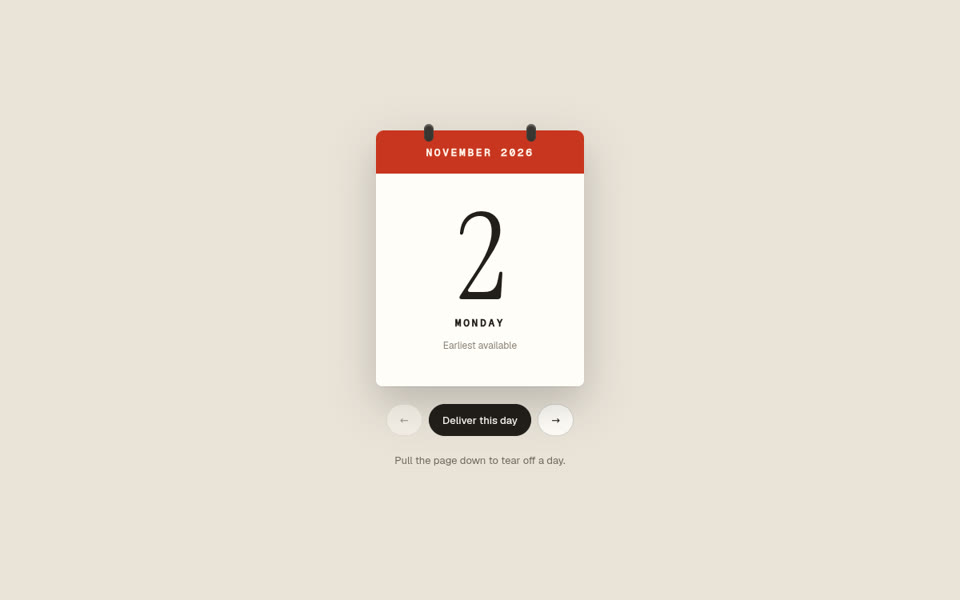 NOVEMBER 2026
2
MONDAY
Earliest available
← Deliver this day →
Pull the page down to tear off a day.